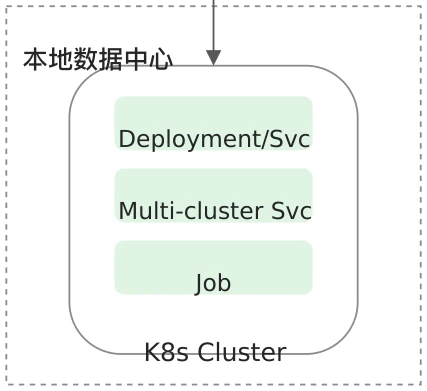 本地数据中心
Deployment/Svc
Multi-cluster Svc
Job
K8s Cluster